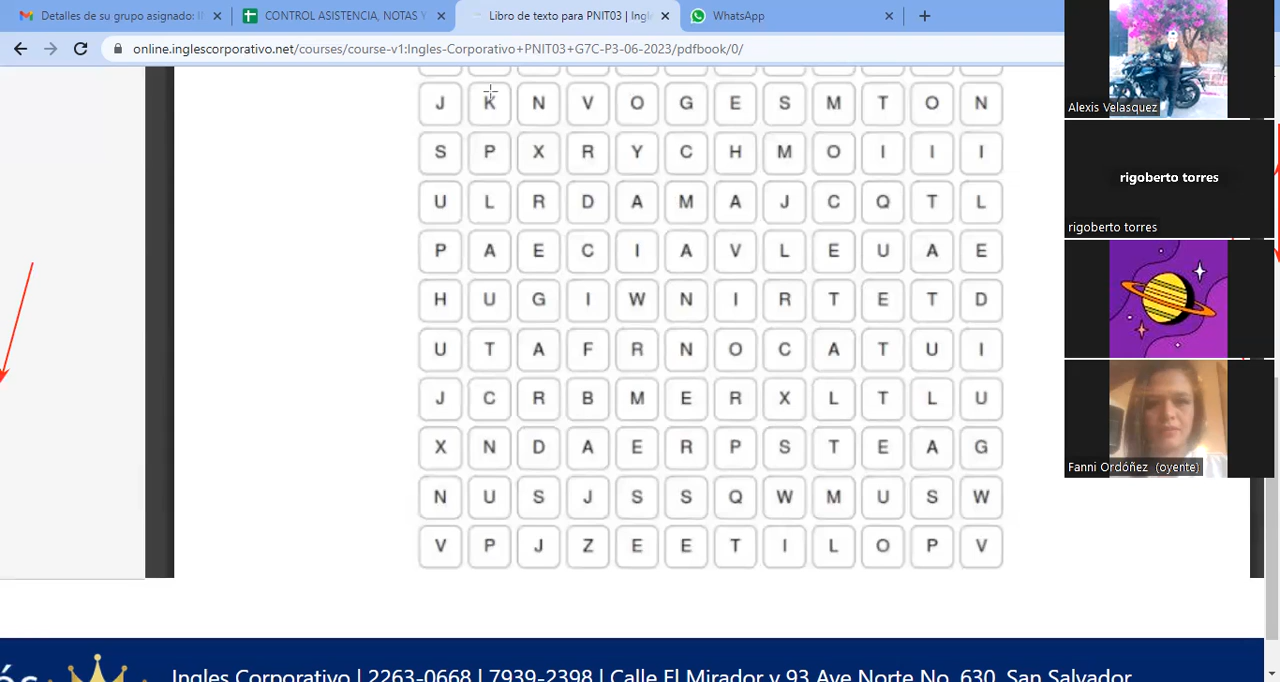 Detalles de su grupo asignado: I
CONTROL ASISTENCIA, NOTAS Y
Libro de texto para PNIT03 | Ingl
WhatsApp
online.inglescorporativo.net/courses/course-v1:Ingles-Corporativo+PNIT03+G7C-P3-06-2023/pdfbook/0/
J K N V O G E S M T O N
S P X R Y C H M O I I I
U L R D A M A J C Q T L
P A E C I A V L E U A E
H U G I W N I R T E T D
U T A F R N O C A T U I
J C R B M E R X L T L U
X N D A E R P S T E A G
N U S J S S Q W M U S W
V P J Z E E T I L O P V
Alexis Velasquez
rigoberto torres
rigoberto torres
Fanni Ordóñez (oyente)
Ingles Corporativo | 2263-0668 | 7939-2398 | Calle El Mirador y 93 Ave Norte No. 630, San Salvador